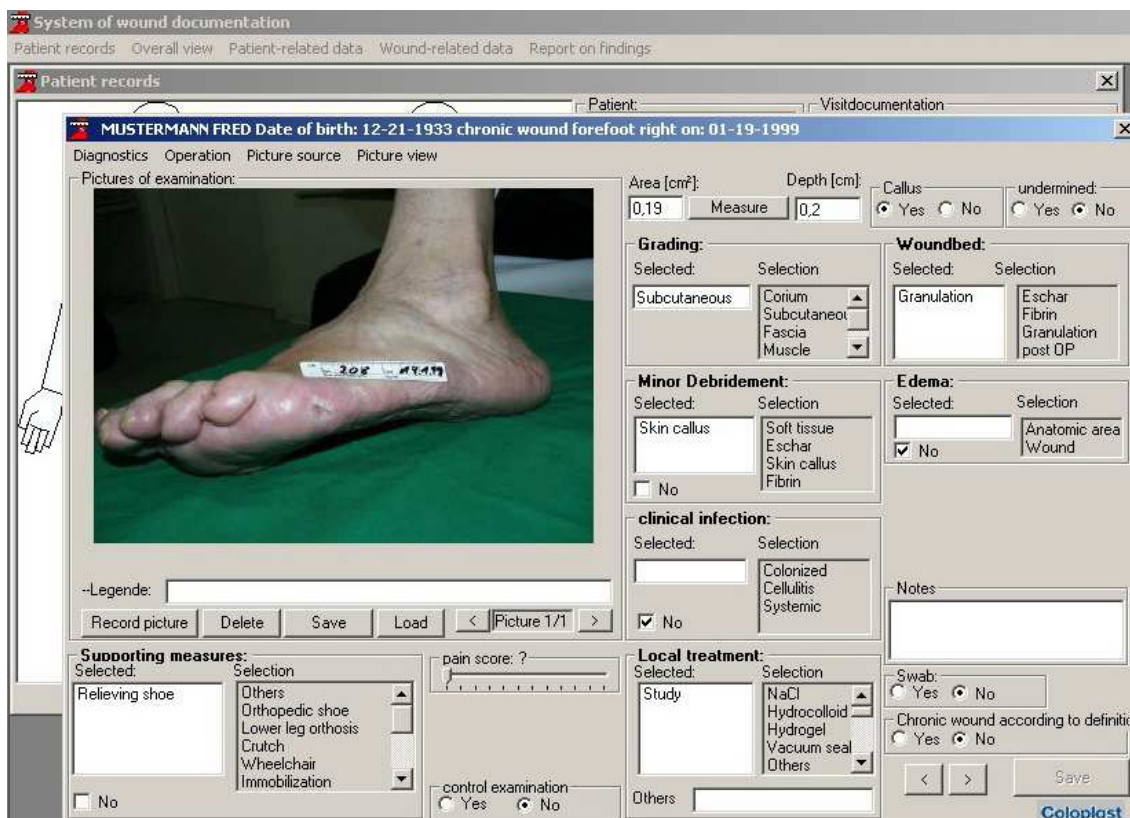 System of wound documentation
Patient records Overall view Patient-related data Wound-related data Report on findings
Patient records
Patient: Visitdocumentation
MUSTERMANN FRED Date of birth: 12-21-1933 chronic wound forefoot right on: 01-19-1999
Diagnostics Operation Picture source Picture view
Pictures of examination:
Area [cm²]: Depth [cm]: Callus undermined:
0,19 Measure 0,2 Yes No Yes No
Grading: Woundbed:
Selected: Selection Selected: Selection
Subcutaneous Corium Granulation Eschar
Subcutaneou Fibrin
Fascia Granulation
Muscle post OP
208
Minor Debridement: Edema:
Selected: Selection Selected: Selection
Skin callus Soft tissue Anatomic area
Eschar No Wound
Skin callus
Fibrin
No
clinical infection:
Selected: Selection
Colonized
Cellulitis
Systemic
No
--Legende:
Record picture Delete Save Load < Picture 1/1 >
Notes
Supporting measures: pain score: ? Local treatment:
Selected: Selection Selected: Selection
Relieving shoe Others Study NaCl
Orthopedic shoe Hydrocolloid
Lower leg orthosis Hydrogel
Crutch Vacuum seal
Wheelchair Others
Immobilization
No
control examination
Yes No
Others
Swab:
Yes No
Chronic wound according to definitio
Yes No
< > Save
Coloplast